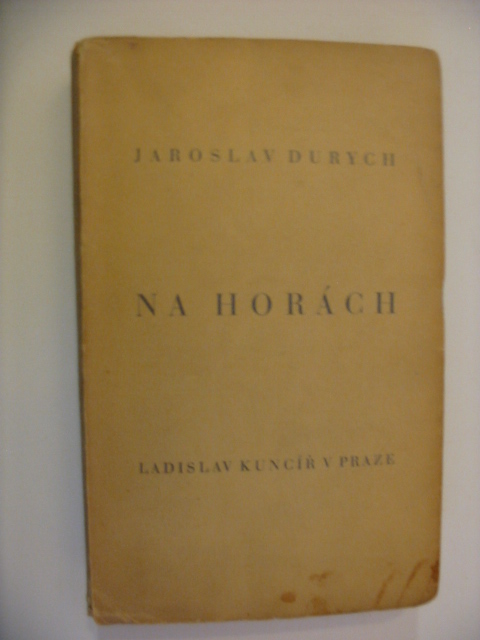 JAROSLAV DURYCH
NA HORÁCH
LADISLAV KUNCÍŘ V PRAZE